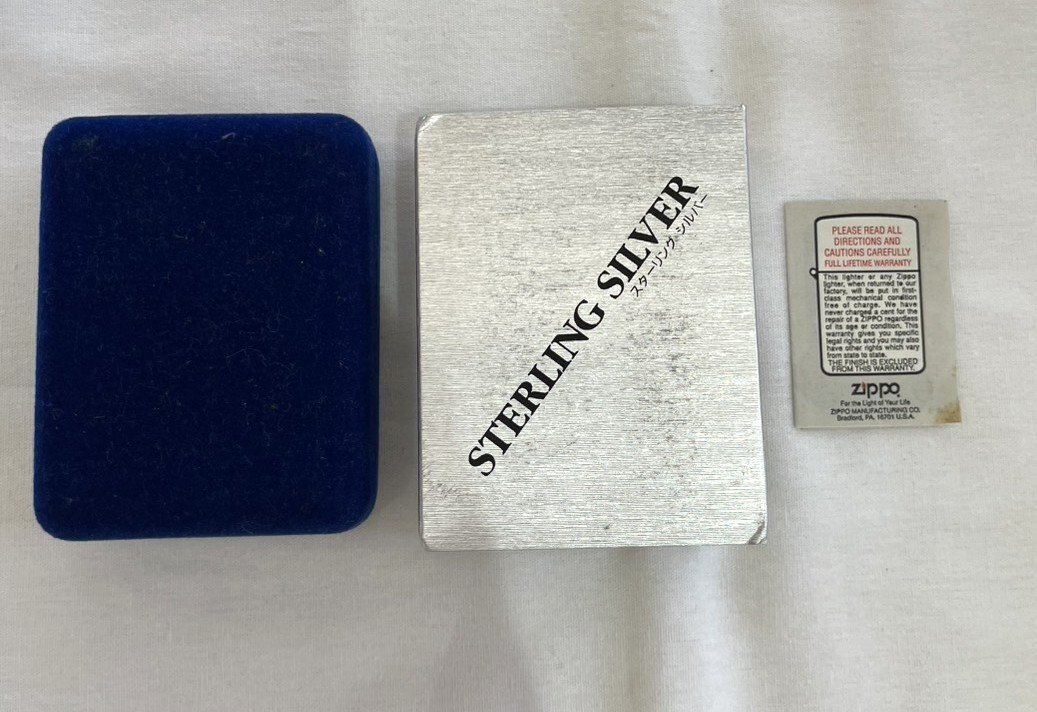 STERLING SILVER
スターリング・シルバー
PLEASE READ ALL
DIRECTIONS AND
CAUTIONS CAREFULLY
FULL LIFETIME WARRANTY
This lighter or any Zippo
lighter, when returned to our
factory, will be put in first-
class mechanical condition
free of charge. We have
never charged a cent for the
repair of a ZIPPO regardless
of its age or condition. This
warranty gives you specific
legal rights and you may also
have other rights which vary
from state to state.
THE FINISH IS EXCLUDED
FROM THIS WARRANTY.
zippo
For the Light of Your Life
ZIPPO MANUFACTURING CO.
Bradford, PA. 16701 U.S.A.